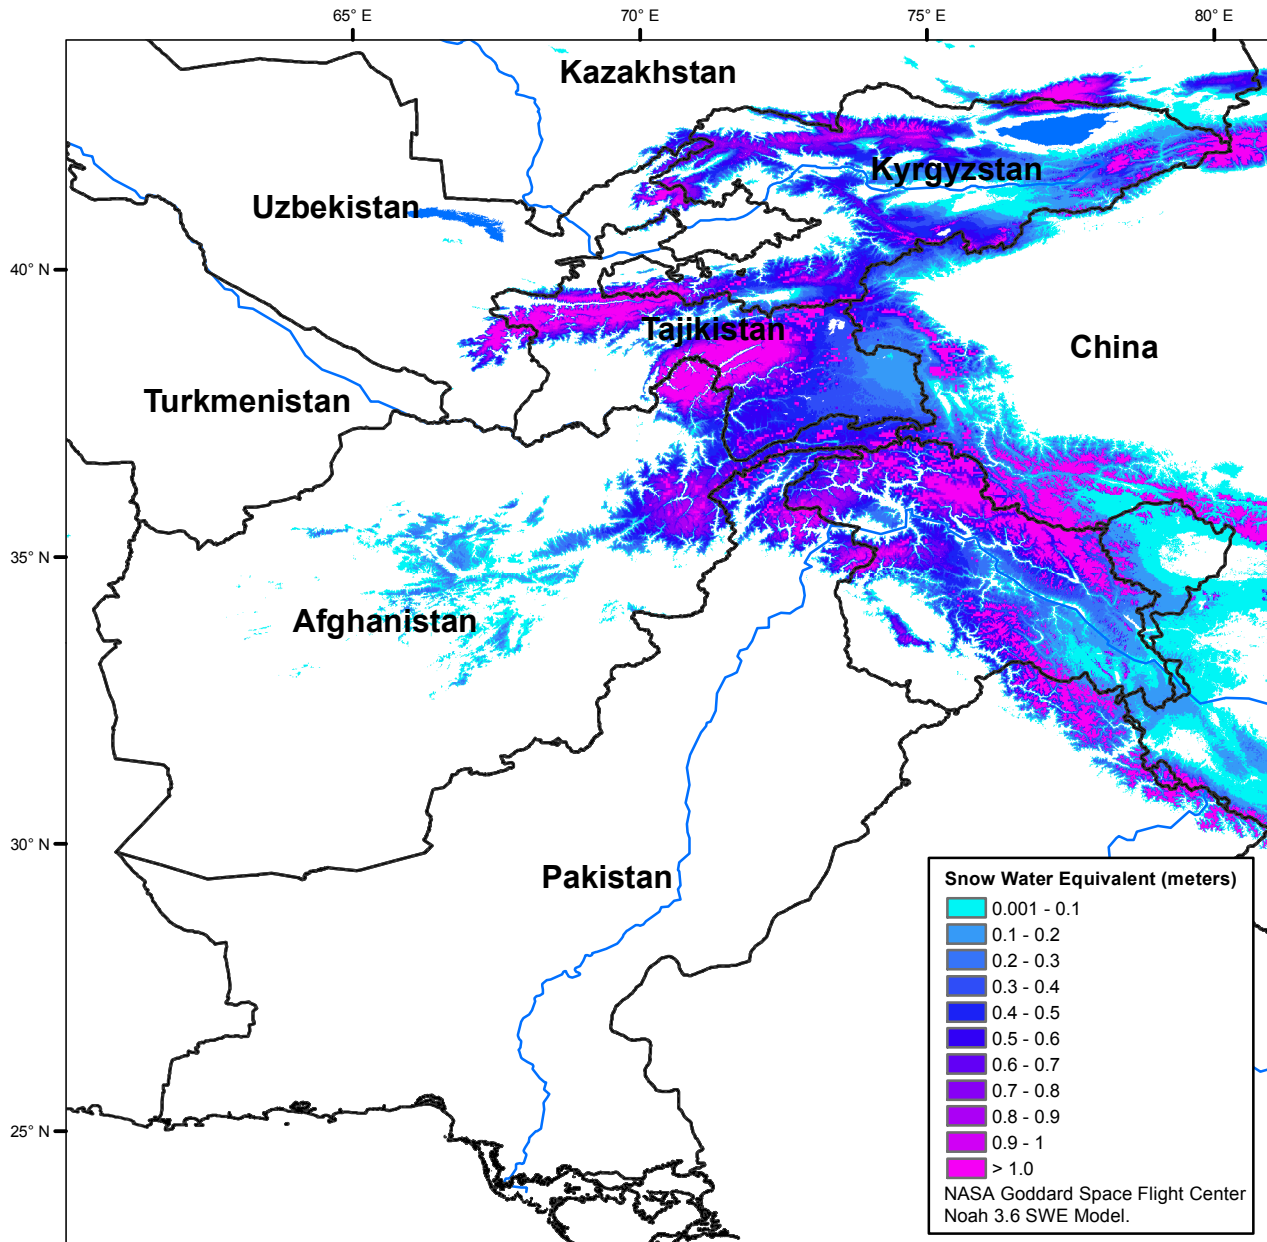 65° E
70° E
75° E
80° E
Kazakhstan
Kyrgyzstan
Uzbekistan
40° N
Tajikistan
China
Turkmenistan
35° N
Afghanistan
30° N
Pakistan
25° N
Snow Water Equivalent (meters)
0.001 - 0.1
0.1 - 0.2
0.2 - 0.3
0.3 - 0.4
0.4 - 0.5
0.5 - 0.6
0.6 - 0.7
0.7 - 0.8
0.8 - 0.9
0.9 - 1
> 1.0
NASA Goddard Space Flight Center
Noah 3.6 SWE Model.